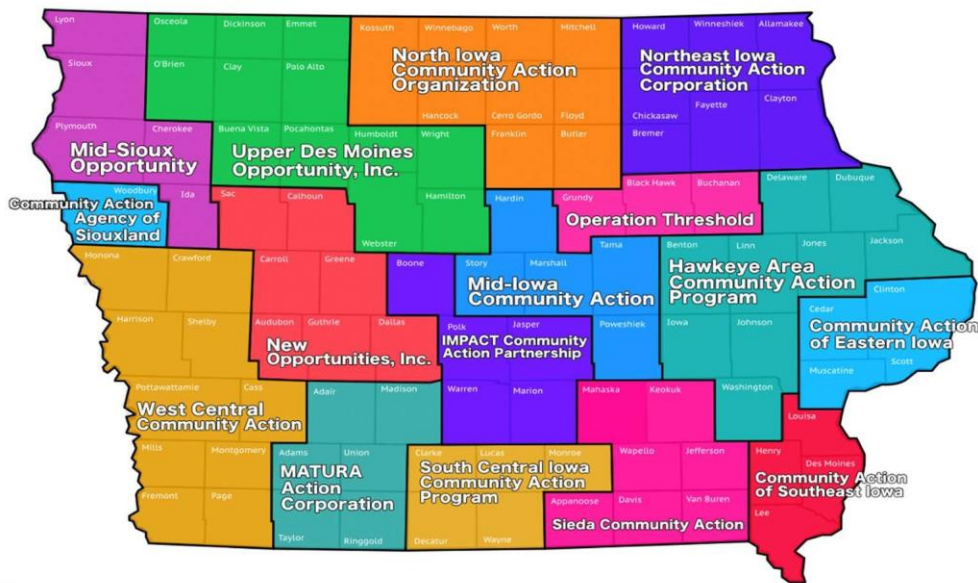 Lyon
Osceola
Dickinson
Emmet
Kossuth
Winnebago
Worth
Mitchell
Howard
Winneshiek
Allamakee
Sioux
O'Brien
Clay
Palo Alto
North Iowa
Community Action
Organization
Northeast Iowa
Community Action
Corporation
Hancock
Cerro Gordo
Floyd
Chickasaw
Fayette
Clayton
Plymouth
Cherokee
Buena Vista
Pocahontas
Humboldt
Wright
Franklin
Butler
Bremer
Mid-Sioux
Opportunity
Upper Des Moines
Opportunity, Inc.
Woodbury
Ida
Sac
Calhoun
Webster
Hamilton
Hardin
Grundy
Black Hawk
Buchanan
Delaware
Dubuque
Community Action
Agency of
Siouxland
Operation Threshold
Monona
Crawford
Carroll
Greene
Boone
Story
Marshall
Tama
Benton
Linn
Jones
Jackson
Mid-Iowa
Community Action
Hawkeye Area
Community Action
Program
Clinton
Cedar
Harrison
Shelby
Audubon
Guthrie
Dallas
Polk
Jasper
Poweshiek
Iowa
Johnson
New
Opportunities, Inc.
IMPACT Community
Action Partnership
Community Action
of Eastern Iowa
Scott
Muscatine
Pottawattamie
Cass
Adair
Madison
Warren
Marion
Mahaska
Keokuk
Washington
West Central
Community Action
Louisa
Mills
Montgomery
Adams
Union
Clarke
Lucas
Monroe
Wapello
Jefferson
Henry
Des Moines
MATURA
Action
Corporation
South Central Iowa
Community Action
Program
Community Action
of Southeast Iowa
Fremont
Page
Taylor
Ringgold
Decatur
Wayne
Appanoose
Davis
Van Buren
Lee
Sieda Community Action